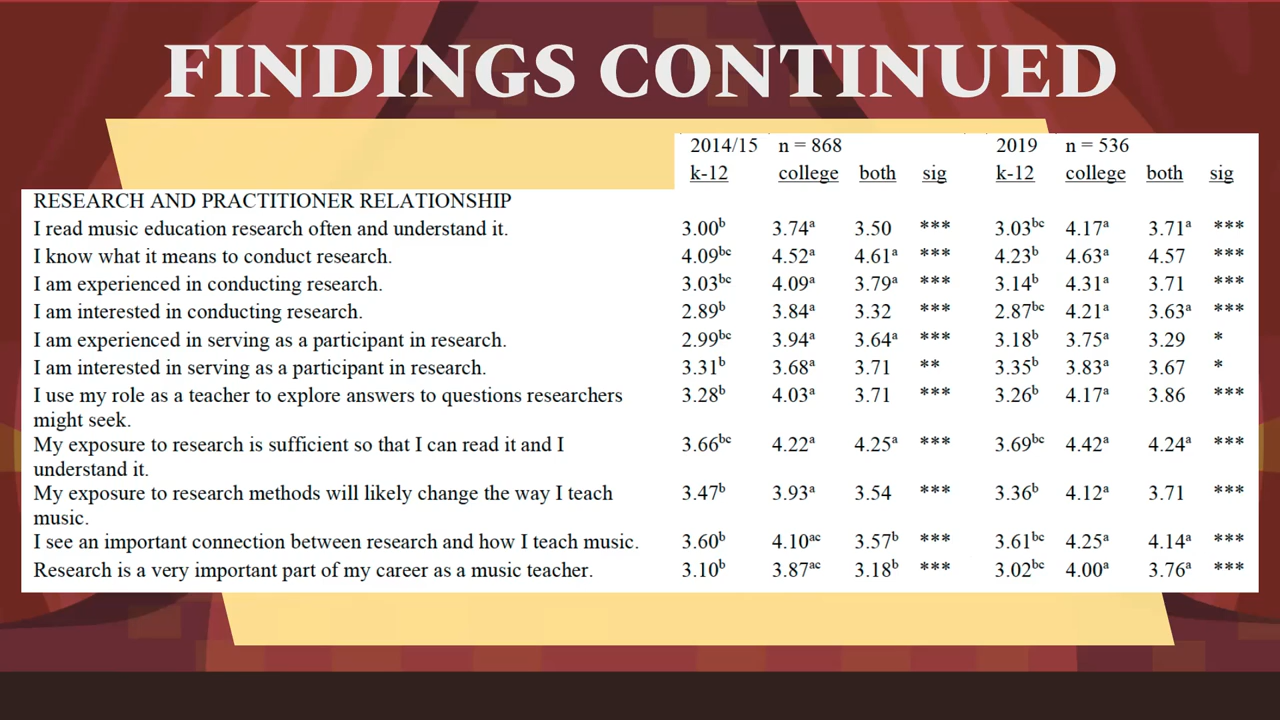 FINDINGS CONTINUED
2014/15 n = 868 2019 n = 536
k-12 college both sig k-12 college both sig
RESEARCH AND PRACTITIONER RELATIONSHIP
I read music education research often and understand it. 3.00ᵇ 3.74ᵃ 3.50 *** 3.03ᵇᶜ 4.17ᵃ 3.71ᵃ ***
I know what it means to conduct research. 4.09ᵇᶜ 4.52ᵃ 4.61ᵃ *** 4.23ᵇ 4.63ᵃ 4.57 ***
I am experienced in conducting research. 3.03ᵇᶜ 4.09ᵃ 3.79ᵃ *** 3.14ᵇ 4.31ᵃ 3.71 ***
I am interested in conducting research. 2.89ᵇ 3.84ᵃ 3.32 *** 2.87ᵇᶜ 4.21ᵃ 3.63ᵃ ***
I am experienced in serving as a participant in research. 2.99ᵇᶜ 3.94ᵃ 3.64ᵃ *** 3.18ᵇ 3.75ᵃ 3.29 *
I am interested in serving as a participant in research. 3.31ᵇ 3.68ᵃ 3.71 ** 3.35ᵇ 3.83ᵃ 3.67 *
I use my role as a teacher to explore answers to questions researchers 3.28ᵇ 4.03ᵃ 3.71 *** 3.26ᵇ 4.17ᵃ 3.86 ***
might seek.
My exposure to research is sufficient so that I can read it and I 3.66ᵇᶜ 4.22ᵃ 4.25ᵃ *** 3.69ᵇᶜ 4.42ᵃ 4.24ᵃ ***
understand it.
My exposure to research methods will likely change the way I teach 3.47ᵇ 3.93ᵃ 3.54 *** 3.36ᵇ 4.12ᵃ 3.71 ***
music.
I see an important connection between research and how I teach music. 3.60ᵇ 4.10ᵃᶜ 3.57ᵇ *** 3.61ᵇᶜ 4.25ᵃ 4.14ᵃ ***
Research is a very important part of my career as a music teacher. 3.10ᵇ 3.87ᵃᶜ 3.18ᵇ *** 3.02ᵇᶜ 4.00ᵃ 3.76ᵃ ***